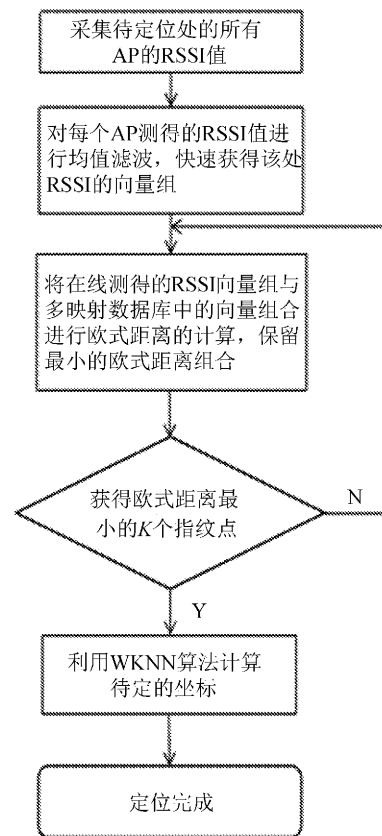 采集待定位处的所有
AP的RSSI值
对每个AP测得的RSSI值进
行均值滤波，快速获得该处
RSSI的向量组
将在线测得的RSSI向量组与
多映射数据库中的向量组合
进行欧式距离的计算，保留
最小的欧式距离组合
获得欧式距离最
小的K个指纹点
N
Y
利用WKNN算法计算
待定的坐标
定位完成